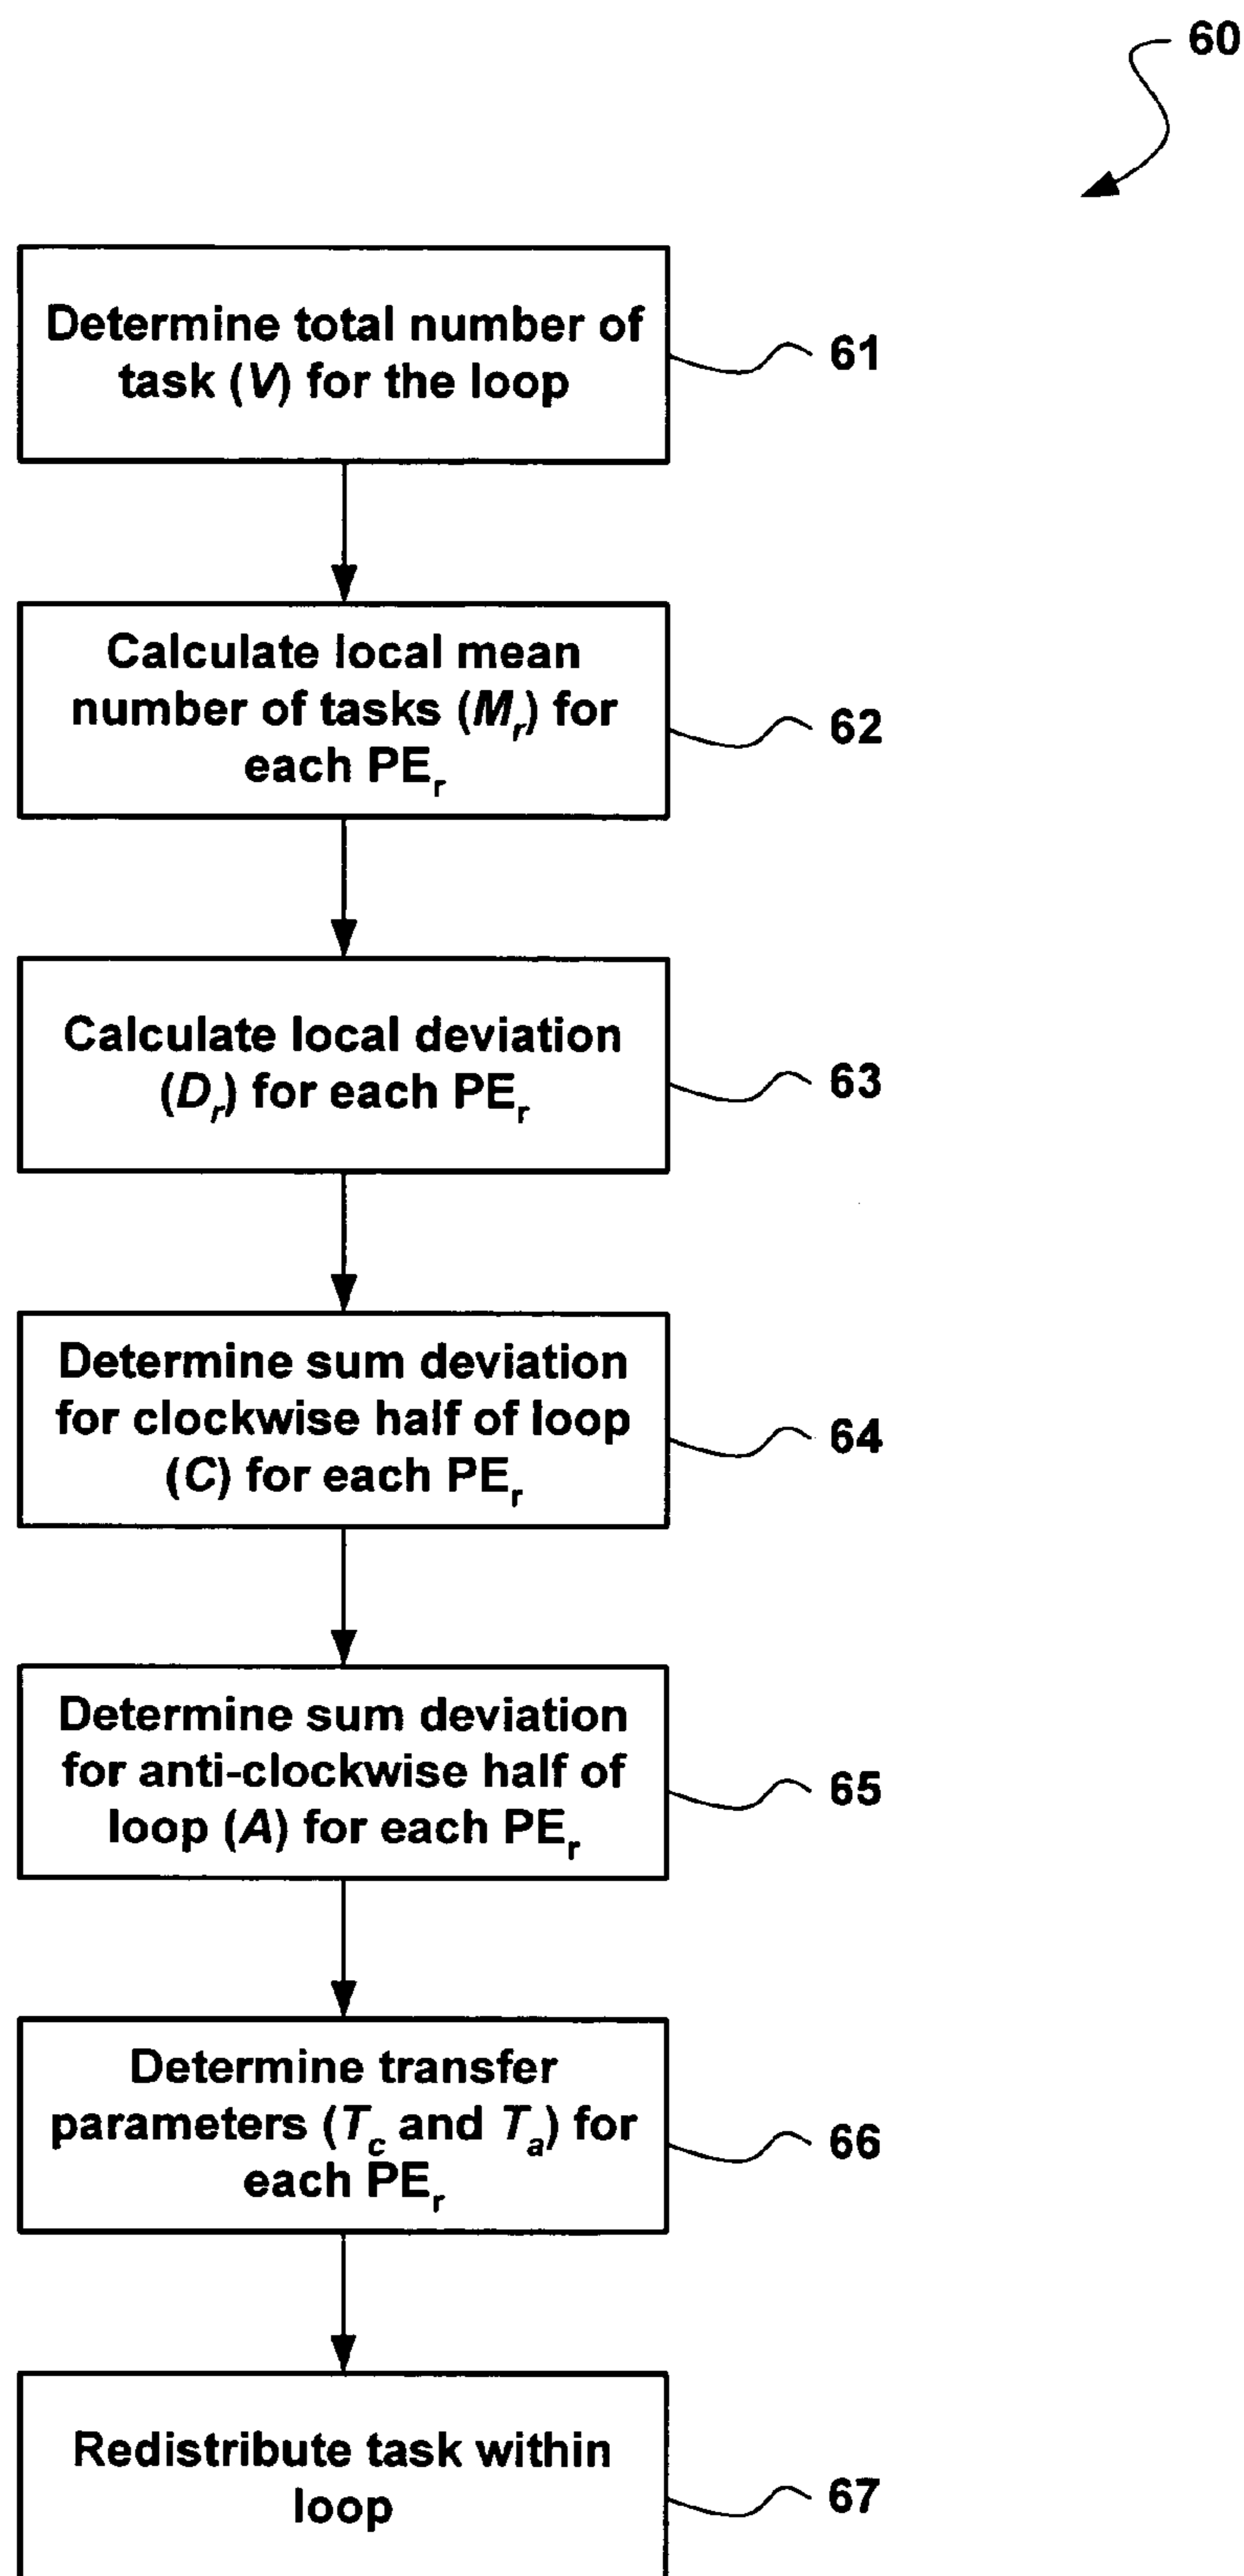 60
Determine total number of
task (V) for the loop
61
Calculate local mean
number of tasks (Mr) for
each PEr
62
Calculate local deviation
(Dr) for each PEr
63
Determine sum deviation
for clockwise half of loop
(C) for each PEr
64
Determine sum deviation
for anti-clockwise half of
loop (A) for each PEr
65
Determine transfer
parameters (Tc and Ta) for
each PEr
66
Redistribute task within
loop
67